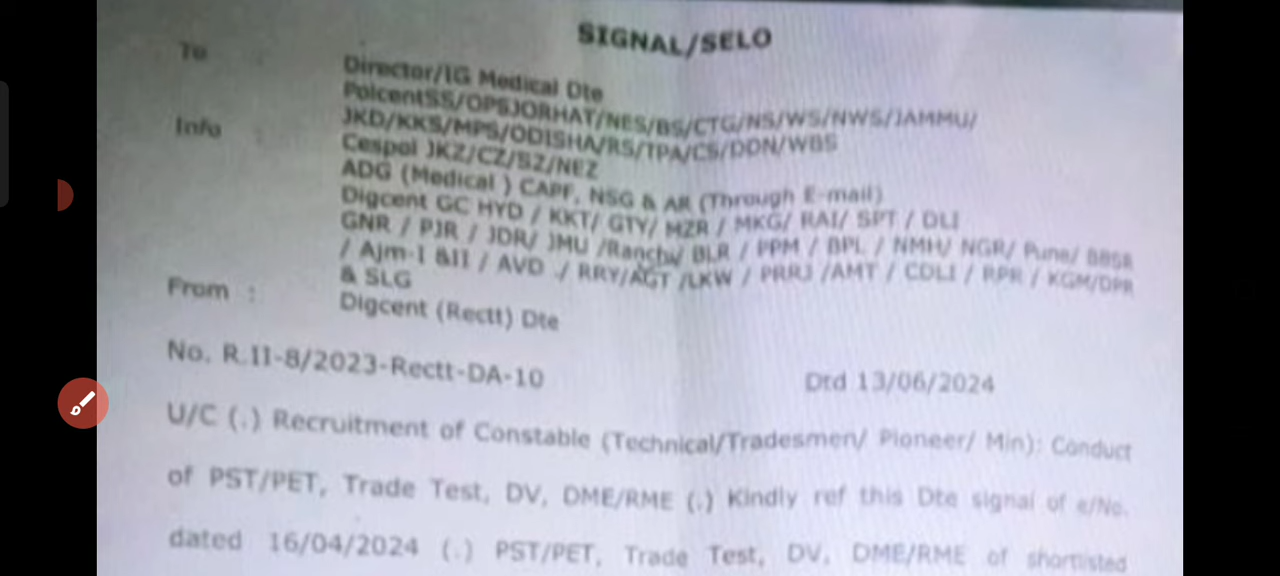 SIGNAL/SELO
To :
Director/IG Medical Dte
PolcentSS/OPSJORHAT/NES/BS/CTG/NS/WS/NWS/JAMMU/
Info :
JKD/KKS/MPS/ODISHA/RS/TPA/CS/DDN/WBS
Cespol JKZ/CZ/SZ/NEZ
ADG (Medical ) CAPF, NSG & AR (Through E-mail)
Digcent GC HYD / KKT/ GTY/ MZR / MKG/ RAI/ SPT / DLI
GNR / PJR / JDR/ JMU /Ranchi/ BLR / PPM / BPL / NMH/ NGR/ Pune/ BBSR
/ Ajm-I &II / AVD / RRY/AGT /LKW / PRRJ /AMT / CDLI / RPR / KGM/DPR
& SLG
From :
Digcent (Rectt) Dte
No. R.II-8/2023-Rectt-DA-10 Dtd 13/06/2024
U/C (.) Recruitment of Constable (Technical/Tradesmen/ Pioneer/ Min): Conduct
of PST/PET, Trade Test, DV, DME/RME (.) Kindly ref this Dte signal of e/No.
dated 16/04/2024 (.) PST/PET, Trade Test, DV, DME/RME of shortlisted